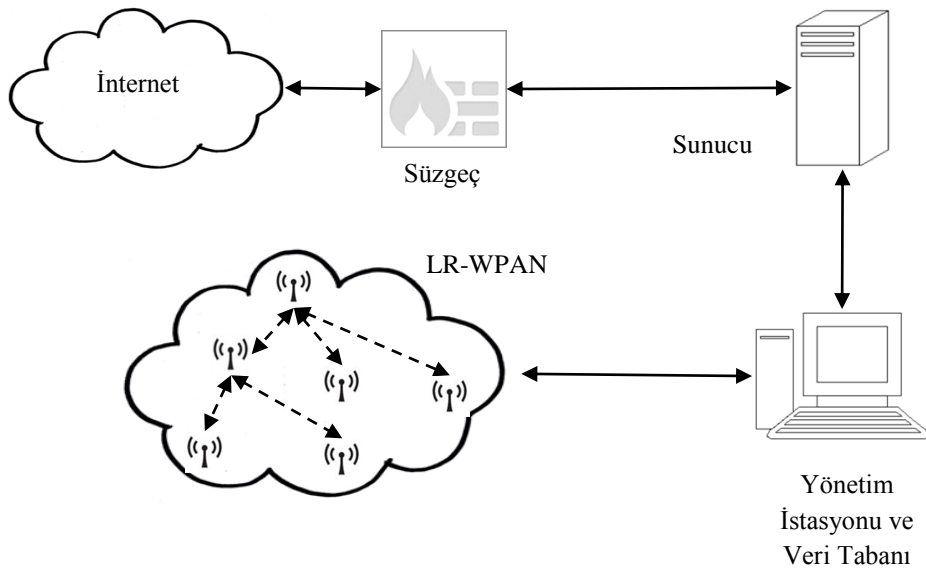 İnternet
Süzgeç
Sunucu
LR-WPAN
Yönetim
İstasyonu ve
Veri Tabanı